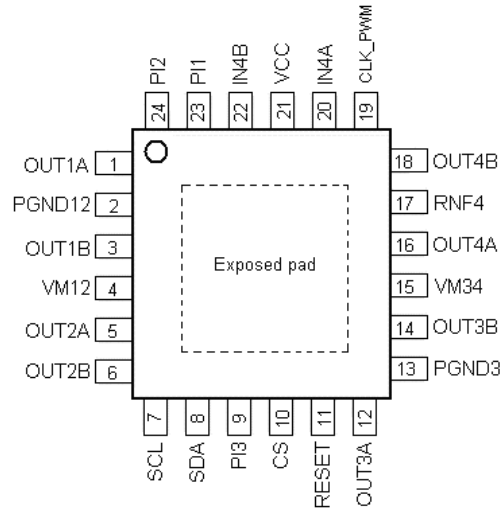 PI2
PI1
IN4B
VCC
IN4A
CLK_PWM
24
23
22
21
20
19
OUT1A 1
PGND12 2
OUT1B 3
VM12 4
OUT2A 5
OUT2B 6
Exposed pad
18 OUT4B
17 RNF4
16 OUT4A
15 VM34
14 OUT3B
13 PGND3
7
8
9
10
11
12
SCL
SDA
PI3
CS
RESET
OUT3A